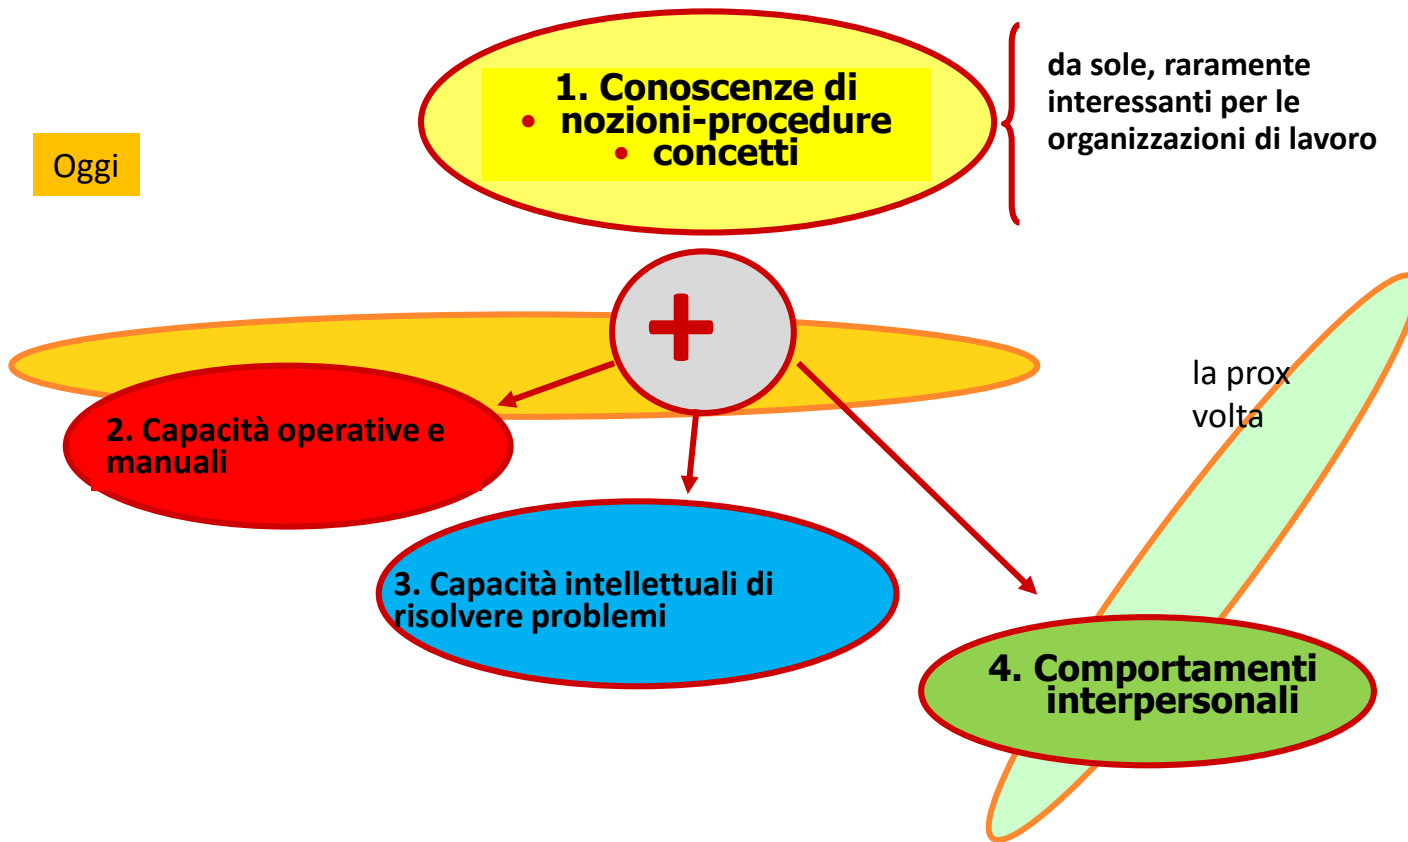 1. Conoscenze di
• nozioni-procedure
• concetti
da sole, raramente
interessanti per le
organizzazioni di lavoro
Oggi
+
la prox
volta
2. Capacità operative e
manuali
3. Capacità intellettuali di
risolvere problemi
4. Comportamenti
interpersonali